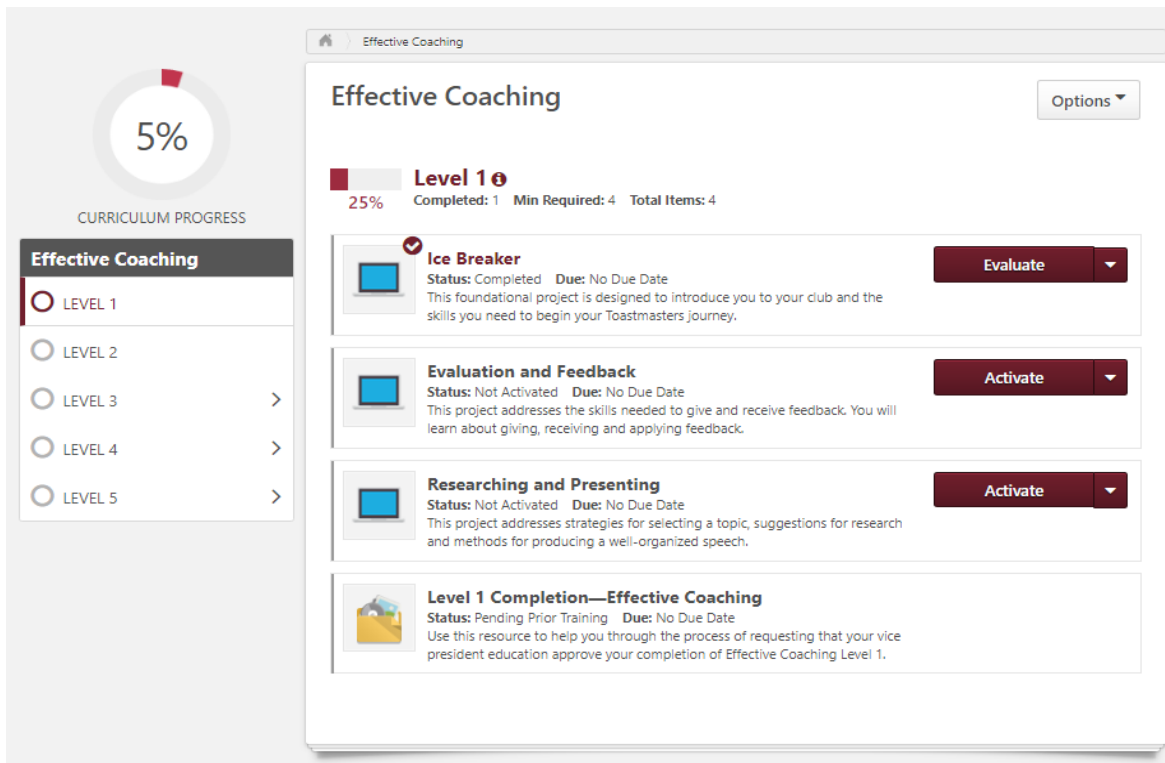 Effective Coaching
5%
CURRICULUM PROGRESS
Effective Coaching
LEVEL 1
LEVEL 2
LEVEL 3
LEVEL 4
LEVEL 5
Effective Coaching
Options
Level 1
25%
Completed: 1 Min Required: 4 Total Items: 4
Ice Breaker
Status: Completed Due: No Due Date
This foundational project is designed to introduce you to your club and the
skills you need to begin your Toastmasters journey.
Evaluate
Evaluation and Feedback
Status: Not Activated Due: No Due Date
This project addresses the skills needed to give and receive feedback. You will
learn about giving, receiving and applying feedback.
Activate
Researching and Presenting
Status: Not Activated Due: No Due Date
This project addresses strategies for selecting a topic, suggestions for research
and methods for producing a well-organized speech.
Activate
Level 1 Completion—Effective Coaching
Status: Pending Prior Training Due: No Due Date
Use this resource to help you through the process of requesting that your vice
president education approve your completion of Effective Coaching Level 1.